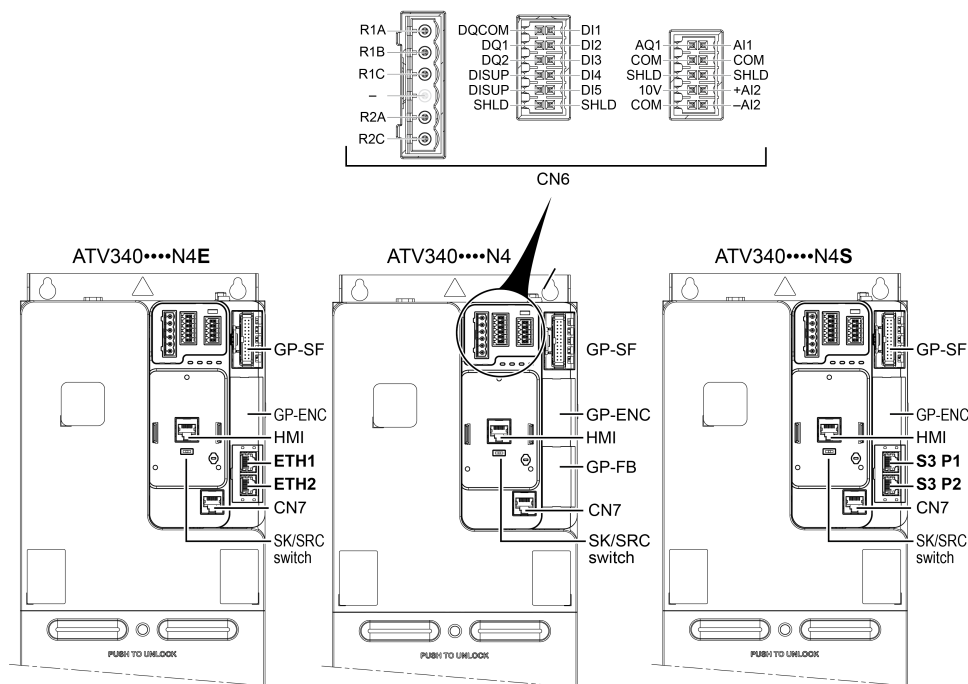 R1A
R1B
R1C
–
R2A
R2C
DQCOM DI1
DQ1 DI2
DQ2 DI3
DISUP DI4
DISUP DI5
SHLD SHLD
AQ1 AI1
COM COM
SHLD SHLD
10V +AI2
COM –AI2
CN6
ATV340••••N4E
GP-SF
GP-ENC
HMI
ETH1
ETH2
CN7
SK/SRC
switch
PUSH TO UNLOCK
ATV340••••N4
GP-SF
GP-ENC
HMI
GP-FB
CN7
SK/SRC
switch
PUSH TO UNLOCK
ATV340••••N4S
GP-SF
GP-ENC
HMI
S3 P1
S3 P2
CN7
SK/SRC
switch
PUSH TO UNLOCK